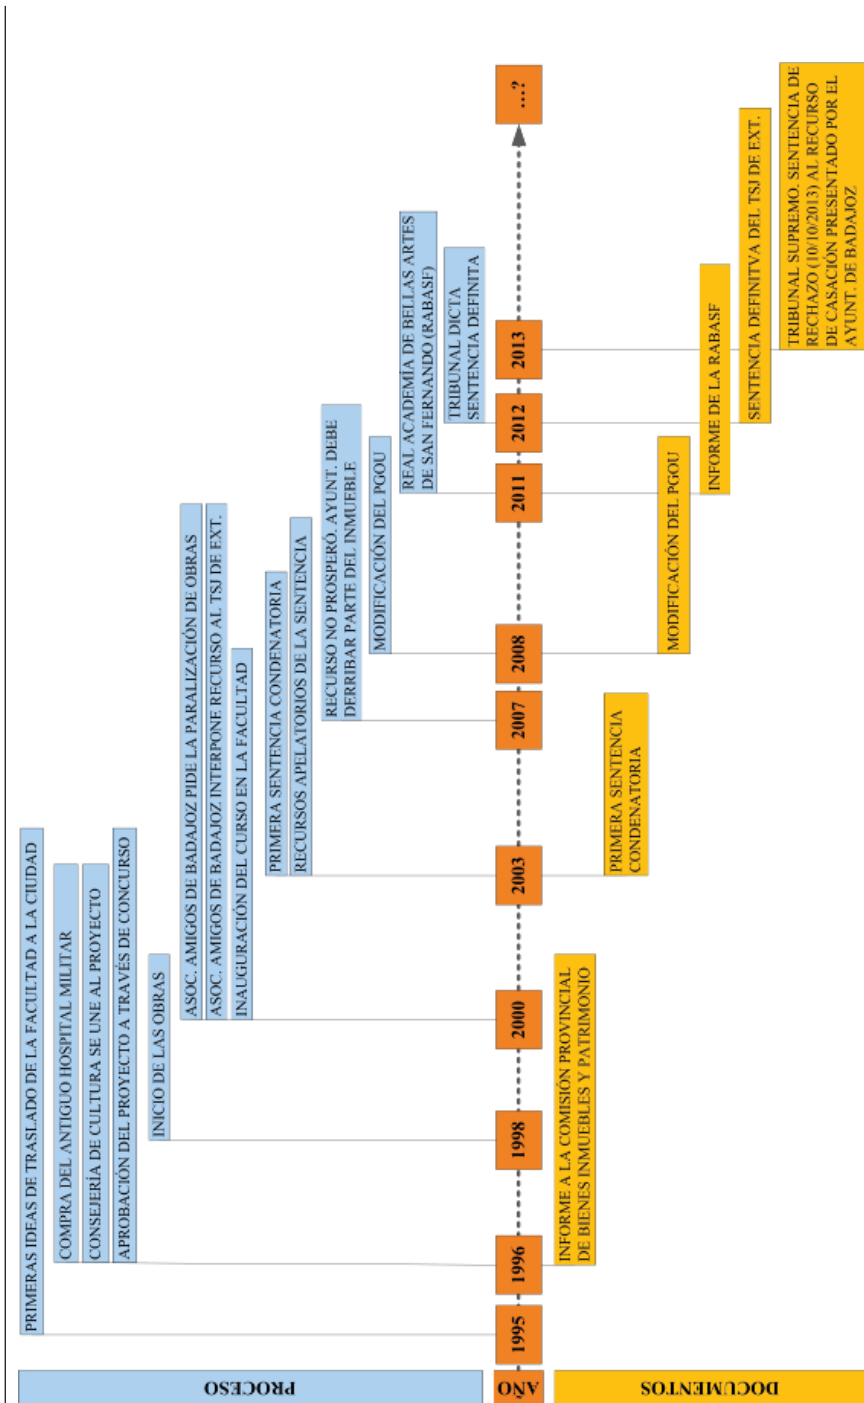 PROCESO
PRIMERAS IDEAS DE TRASLADO DE LA FACULTAD A LA CIUDAD
COMPRA DEL ANTIGUO HOSPITAL MILITAR
CONSEJERÍA DE CULTURA SE UNE AL PROYECTO
APROBACIÓN DEL PROYECTO A TRAVÉS DE CONCURSO
INICIO DE LAS OBRAS
ASOC. AMIGOS DE BADAJOZ PIDE LA PARALIZACIÓN DE OBRAS
ASOC. AMIGOS DE BADAJOZ INTERPONE RECURSO AL TSJ DE EXT.
INAUGURACIÓN DEL CURSO EN LA FACULTAD
PRIMERA SENTENCIA CONDENATORIA
RECURSOS APELATORIOS DE LA SENTENCIA
RECURSO NO PROSPERÓ. AYUNT. DEBE
DERRIBAR PARTE DEL INMUEBLE
MODIFICACIÓN DEL PGOU
REAL ACADEMÍA DE BELLAS ARTES
DE SAN FERNANDO (RABASF)
TRIBUNAL DICTA
SENTENCIA DEFINITA
AÑO
1995
1996
1998
2000
2003
2007
2008
2011
2012
2013
...?
DOCUMENTOS
INFORME A LA COMISIÓN PROVINCIAL
DE BIENES INMUEBLES Y PATRIMONIO
PRIMERA SENTENCIA
CONDENATORIA
MODIFICACIÓN DEL PGOU
INFORME DE LA RABASF
SENTENCIA DEFINITVA DEL TSJ DE EXT.
TRIBUNAL SUPREMO. SENTENCIA DE
RECHAZO (10/10/2013) AL RECURSO
DE CASACIÓN PRESENTADO POR EL
AYUNT. DE BADAJOZ